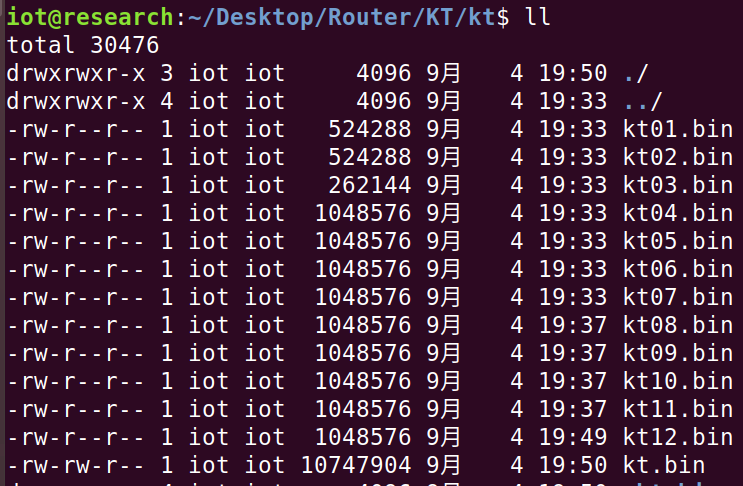 iot@research:~/Desktop/Router/KT/kt$ ll
total 30476
drwxrwxr-x 3 iot iot     4096 9月   4 19:50 ./
drwxrwxr-x 4 iot iot     4096 9月   4 19:33 ../
-rw-r--r-- 1 iot iot   524288 9月   4 19:33 kt01.bin
-rw-r--r-- 1 iot iot   524288 9月   4 19:33 kt02.bin
-rw-r--r-- 1 iot iot   262144 9月   4 19:33 kt03.bin
-rw-r--r-- 1 iot iot  1048576 9月   4 19:33 kt04.bin
-rw-r--r-- 1 iot iot  1048576 9月   4 19:33 kt05.bin
-rw-r--r-- 1 iot iot  1048576 9月   4 19:33 kt06.bin
-rw-r--r-- 1 iot iot  1048576 9月   4 19:33 kt07.bin
-rw-r--r-- 1 iot iot  1048576 9月   4 19:37 kt08.bin
-rw-r--r-- 1 iot iot  1048576 9月   4 19:37 kt09.bin
-rw-r--r-- 1 iot iot  1048576 9月   4 19:37 kt10.bin
-rw-r--r-- 1 iot iot  1048576 9月   4 19:37 kt11.bin
-rw-r--r-- 1 iot iot  1048576 9月   4 19:49 kt12.bin
-rw-rw-r-- 1 iot iot 10747904 9月   4 19:50 kt.bin